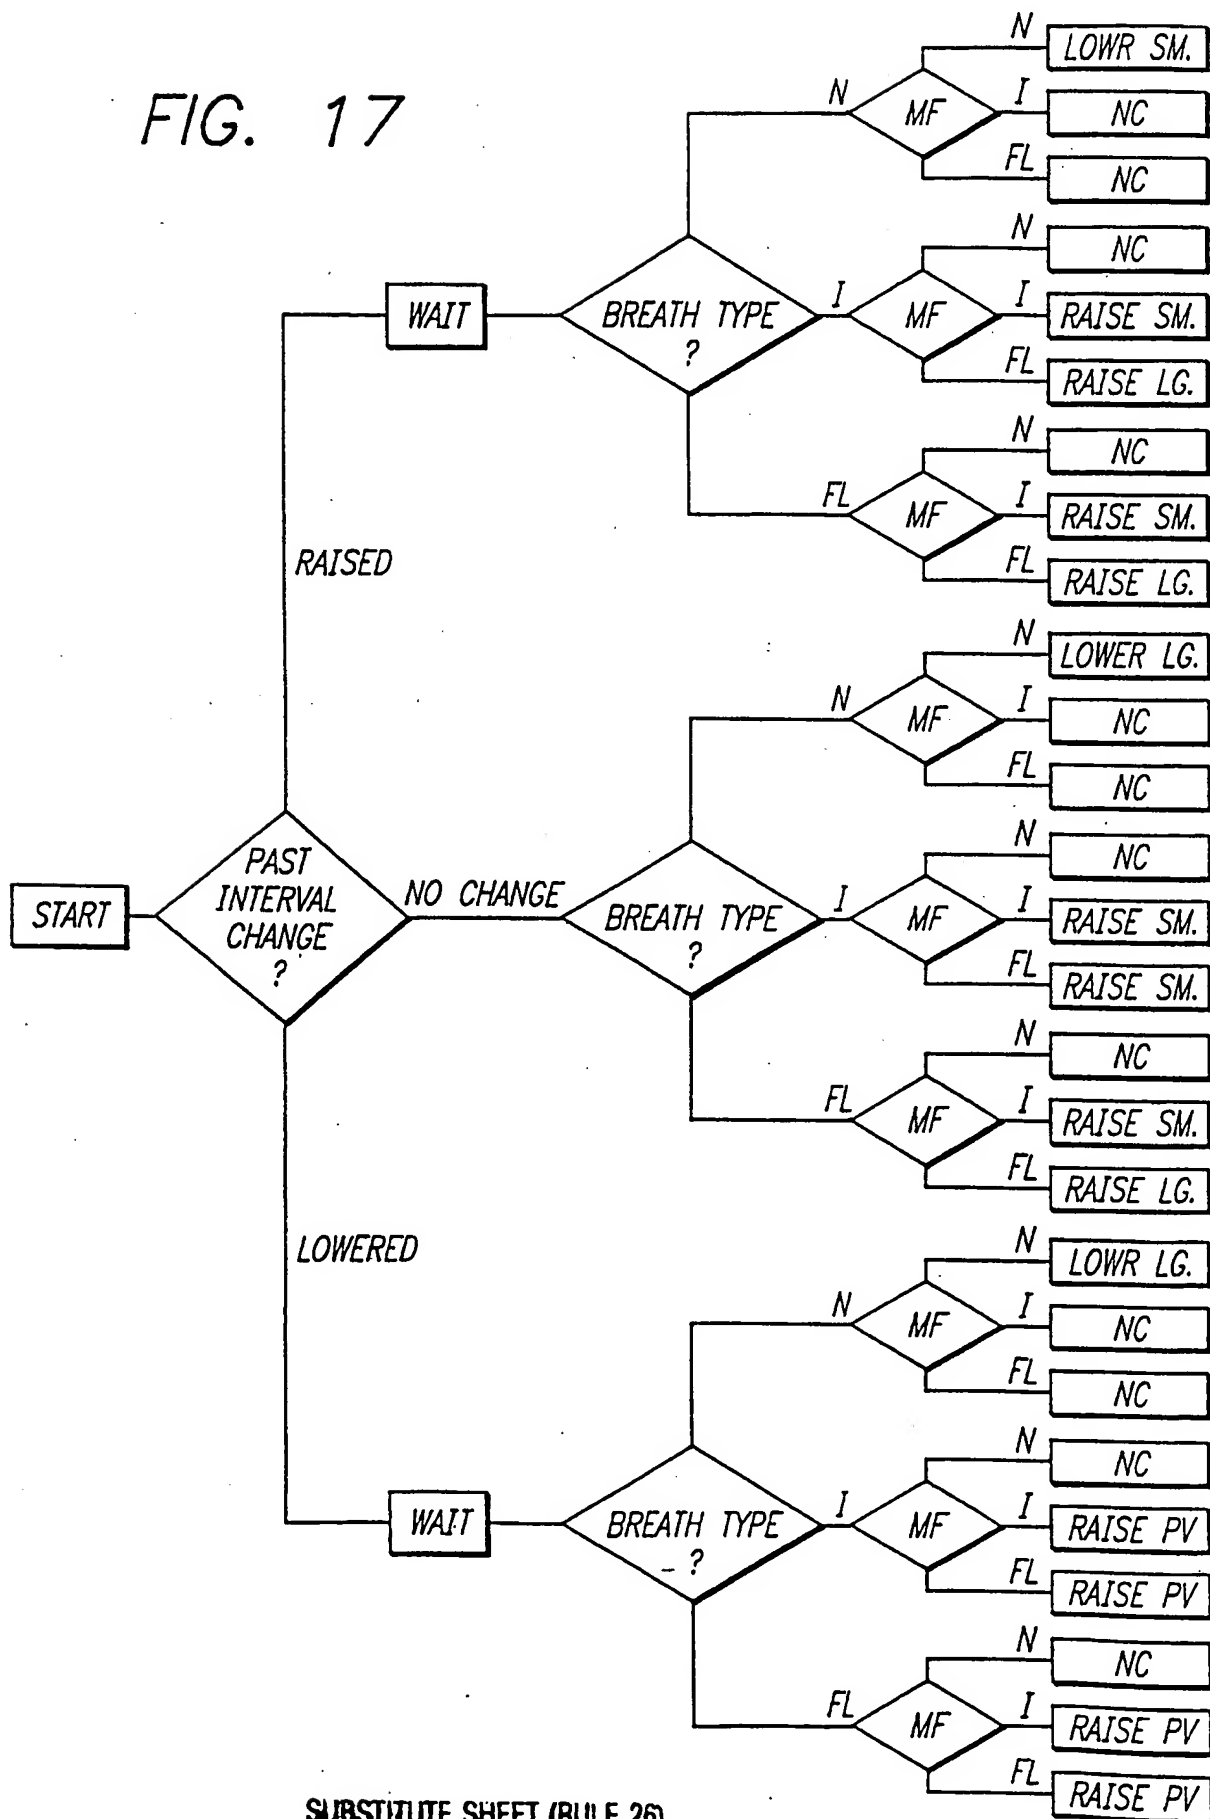 FIG. 17
N
LOWR SM.
N
MF
I
NC
FL
NC
N
NC
WAIT
BREATH TYPE
?
I
MF
I
RAISE SM.
FL
RAISE LG.
N
NC
FL
MF
I
RAISE SM.
FL
RAISE LG.
RAISED
N
LOWER LG.
N
MF
I
NC
FL
NC
N
NC
START
PAST
INTERVAL
CHANGE
?
NO CHANGE
BREATH TYPE
?
I
MF
I
RAISE SM.
FL
RAISE SM.
N
NC
FL
MF
I
RAISE SM.
FL
RAISE LG.
LOWERED
N
LOWR LG.
N
MF
I
NC
FL
NC
N
NC
WAIT
BREATH TYPE
?
I
MF
I
RAISE PV
FL
RAISE PV
N
NC
FL
MF
I
RAISE PV
FL
RAISE PV
SUBSTITUTE SHEET (RULE 26)